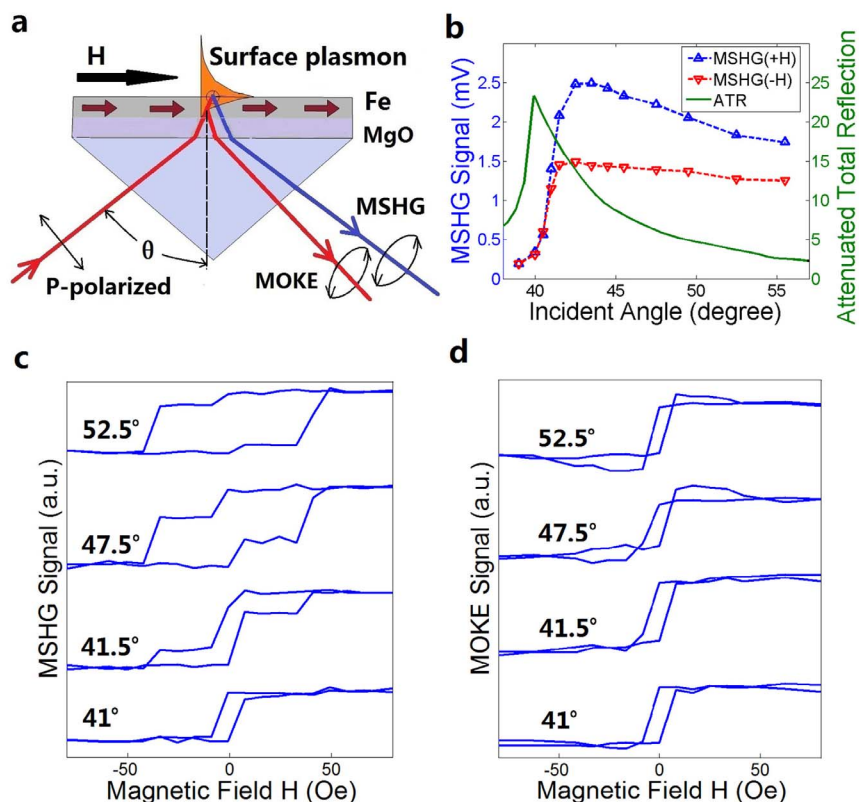 a
H
Surface plasmon
Fe
MgO
MSHG
θ
P-polarized
MOKE
b
MSHG(+H)
MSHG(-H)
ATR
MSHG Signal (mV)
2.5
2
1.5
1
0.5
0
Attenuated Total Reflection
25
20
15
10
5
0
40 45 50 55
Incident Angle (degree)
c
52.5°
47.5°
41.5°
41°
MSHG Signal (a.u.)
-50 0 50
Magnetic Field H (Oe)
d
52.5°
47.5°
41.5°
41°
MOKE Signal (a.u.)
-50 0 50
Magnetic Field H (Oe)